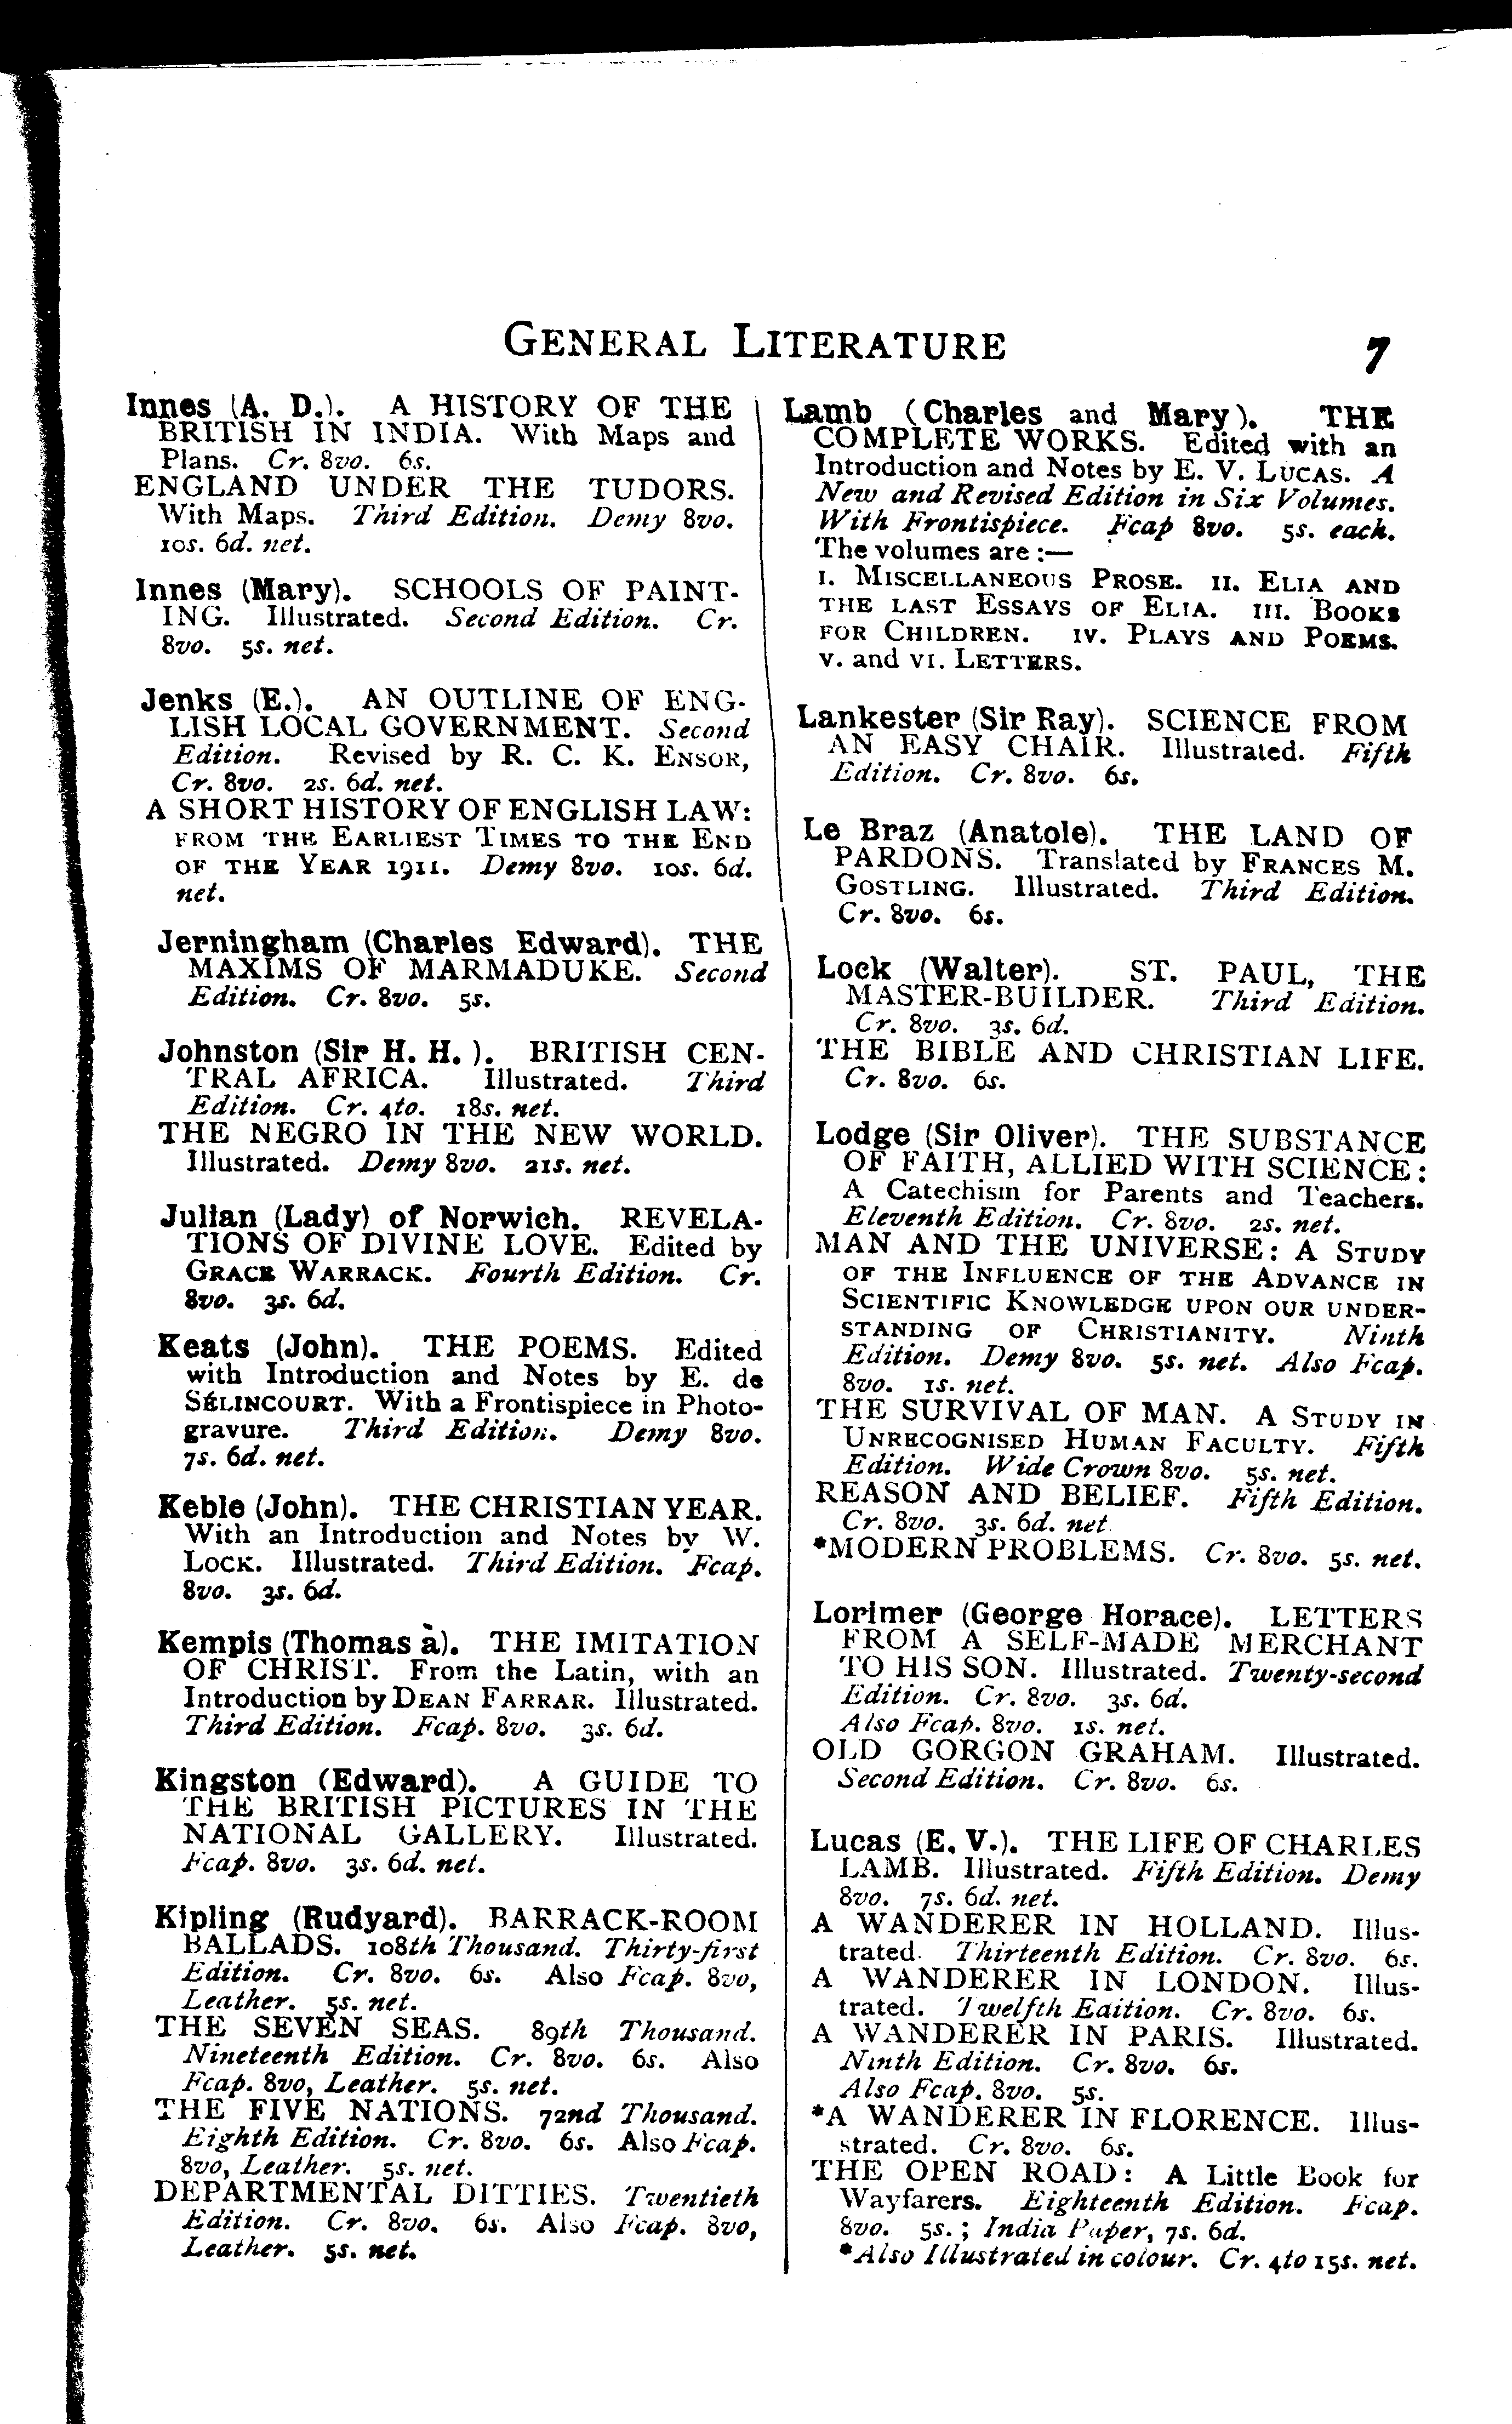 GENERAL LITERATURE 7
Innes (A. D.). A HISTORY OF THE
BRITISH IN INDIA. With Maps and
Plans. Cr. 8vo. 6s.
ENGLAND UNDER THE TUDORS.
With Maps. Third Edition. Demy 8vo.
10s. 6d. net.
Innes (Mary). SCHOOLS OF PAINT-
ING. Illustrated. Second Edition. Cr.
8vo. 5s. net.
Jenks (E.). AN OUTLINE OF ENG-
LISH LOCAL GOVERNMENT. Second
Edition. Revised by R. C. K. ENSOR,
Cr. 8vo. 2s. 6d. net.
A SHORT HISTORY OF ENGLISH LAW:
FROM THE EARLIEST TIMES TO THE END
OF THE YEAR 1911. Demy 8vo. 10s. 6d.
net.
Jerningham (Charles Edward). THE
MAXIMS OF MARMADUKE. Second
Edition. Cr. 8vo. 5s.
Johnston (Sir H. H. ). BRITISH CEN-
TRAL AFRICA. Illustrated. Third
Edition. Cr. 4to. 18s. net.
THE NEGRO IN THE NEW WORLD.
Illustrated. Demy 8vo. 21s. net.
Julian (Lady) of Norwich. REVELA-
TIONS OF DIVINE LOVE. Edited by
GRACE WARRACK. Fourth Edition. Cr.
8vo. 3s. 6d.
Keats (John). THE POEMS. Edited
with Introduction and Notes by E. de
SÉLINCOURT. With a Frontispiece in Photo-
gravure. Third Edition. Demy 8vo.
7s. 6d. net.
Keble (John). THE CHRISTIAN YEAR.
With an Introduction and Notes by W.
LOCK. Illustrated. Third Edition. Fcap.
8vo. 3s. 6d.
Kempis (Thomas à). THE IMITATION
OF CHRIST. From the Latin, with an
Introduction by DEAN FARRAR. Illustrated.
Third Edition. Fcap. 8vo. 3s. 6d.
Kingston (Edward). A GUIDE TO
THE BRITISH PICTURES IN THE
NATIONAL GALLERY. Illustrated.
Fcap. 8vo. 3s. 6d. net.
Kipling (Rudyard). BARRACK-ROOM
BALLADS. 108th Thousand. Thirty-first
Edition. Cr. 8vo. 6s. Also Fcap. 8vo,
Leather. 5s. net.
THE SEVEN SEAS. 89th Thousand.
Nineteenth Edition. Cr. 8vo. 6s. Also
Fcap. 8vo, Leather. 5s. net.
THE FIVE NATIONS. 72nd Thousand.
Eighth Edition. Cr. 8vo. 6s. Also Fcap.
8vo, Leather. 5s. net.
DEPARTMENTAL DITTIES. Twentieth
Edition. Cr. 8vo. 6s. Also Fcap. 8vo,
Leather. 5s. net.
Lamb (Charles and Mary). THE
COMPLETE WORKS. Edited with an
Introduction and Notes by E. V. LUCAS. A
New and Revised Edition in Six Volumes.
With Frontispiece. Fcap 8vo. 5s. each.
The volumes are :—
I. MISCELLANEOUS PROSE. II. ELIA AND
THE LAST ESSAYS OF ELIA. III. BOOKS
FOR CHILDREN. IV. PLAYS AND POEMS.
V. and VI. LETTERS.
Lankester (Sir Ray). SCIENCE FROM
AN EASY CHAIR. Illustrated. Fifth
Edition. Cr. 8vo. 6s.
Le Braz (Anatole). THE LAND OF
PARDONS. Translated by FRANCES M.
GOSTLING. Illustrated. Third Edition.
Cr. 8vo. 6s.
Lock (Walter). ST. PAUL, THE
MASTER-BUILDER. Third Edition.
Cr. 8vo. 3s. 6d.
THE BIBLE AND CHRISTIAN LIFE.
Cr. 8vo. 6s.
Lodge (Sir Oliver). THE SUBSTANCE
OF FAITH, ALLIED WITH SCIENCE:
A Catechism for Parents and Teachers.
Eleventh Edition. Cr. 8vo. 2s. net.
MAN AND THE UNIVERSE: A STUDY
OF THE INFLUENCE OF THE ADVANCE IN
SCIENTIFIC KNOWLEDGE UPON OUR UNDER-
STANDING OF CHRISTIANITY. Ninth
Edition. Demy 8vo. 5s. net. Also Fcap.
8vo. 1s. net.
THE SURVIVAL OF MAN. A STUDY IN
UNRECOGNISED HUMAN FACULTY. Fifth
Edition. Wide Crown 8vo. 5s. net.
REASON AND BELIEF. Fifth Edition.
Cr. 8vo. 3s. 6d. net
*MODERN PROBLEMS. Cr. 8vo. 5s. net.
Lorimer (George Horace). LETTERS
FROM A SELF-MADE MERCHANT
TO HIS SON. Illustrated. Twenty-second
Edition. Cr. 8vo. 3s. 6d.
Also Fcap. 8vo. 1s. net.
OLD GORGON GRAHAM. Illustrated.
Second Edition. Cr. 8vo. 6s.
Lucas (E. V.). THE LIFE OF CHARLES
LAMB. Illustrated. Fifth Edition. Demy
8vo. 7s. 6d. net.
A WANDERER IN HOLLAND. Illus-
trated. Thirteenth Edition. Cr. 8vo. 6s.
A WANDERER IN LONDON. Illus-
trated. Twelfth Edition. Cr. 8vo. 6s.
A WANDERER IN PARIS. Illustrated.
Ninth Edition. Cr. 8vo. 6s.
Also Fcap. 8vo. 5s.
*A WANDERER IN FLORENCE. Illus-
strated. Cr. 8vo. 6s.
THE OPEN ROAD: A Little Book for
Wayfarers. Eighteenth Edition. Fcap.
8vo. 5s. ; India Paper, 7s. 6d.
*Also Illustrated in colour. Cr. 4to 15s. net.